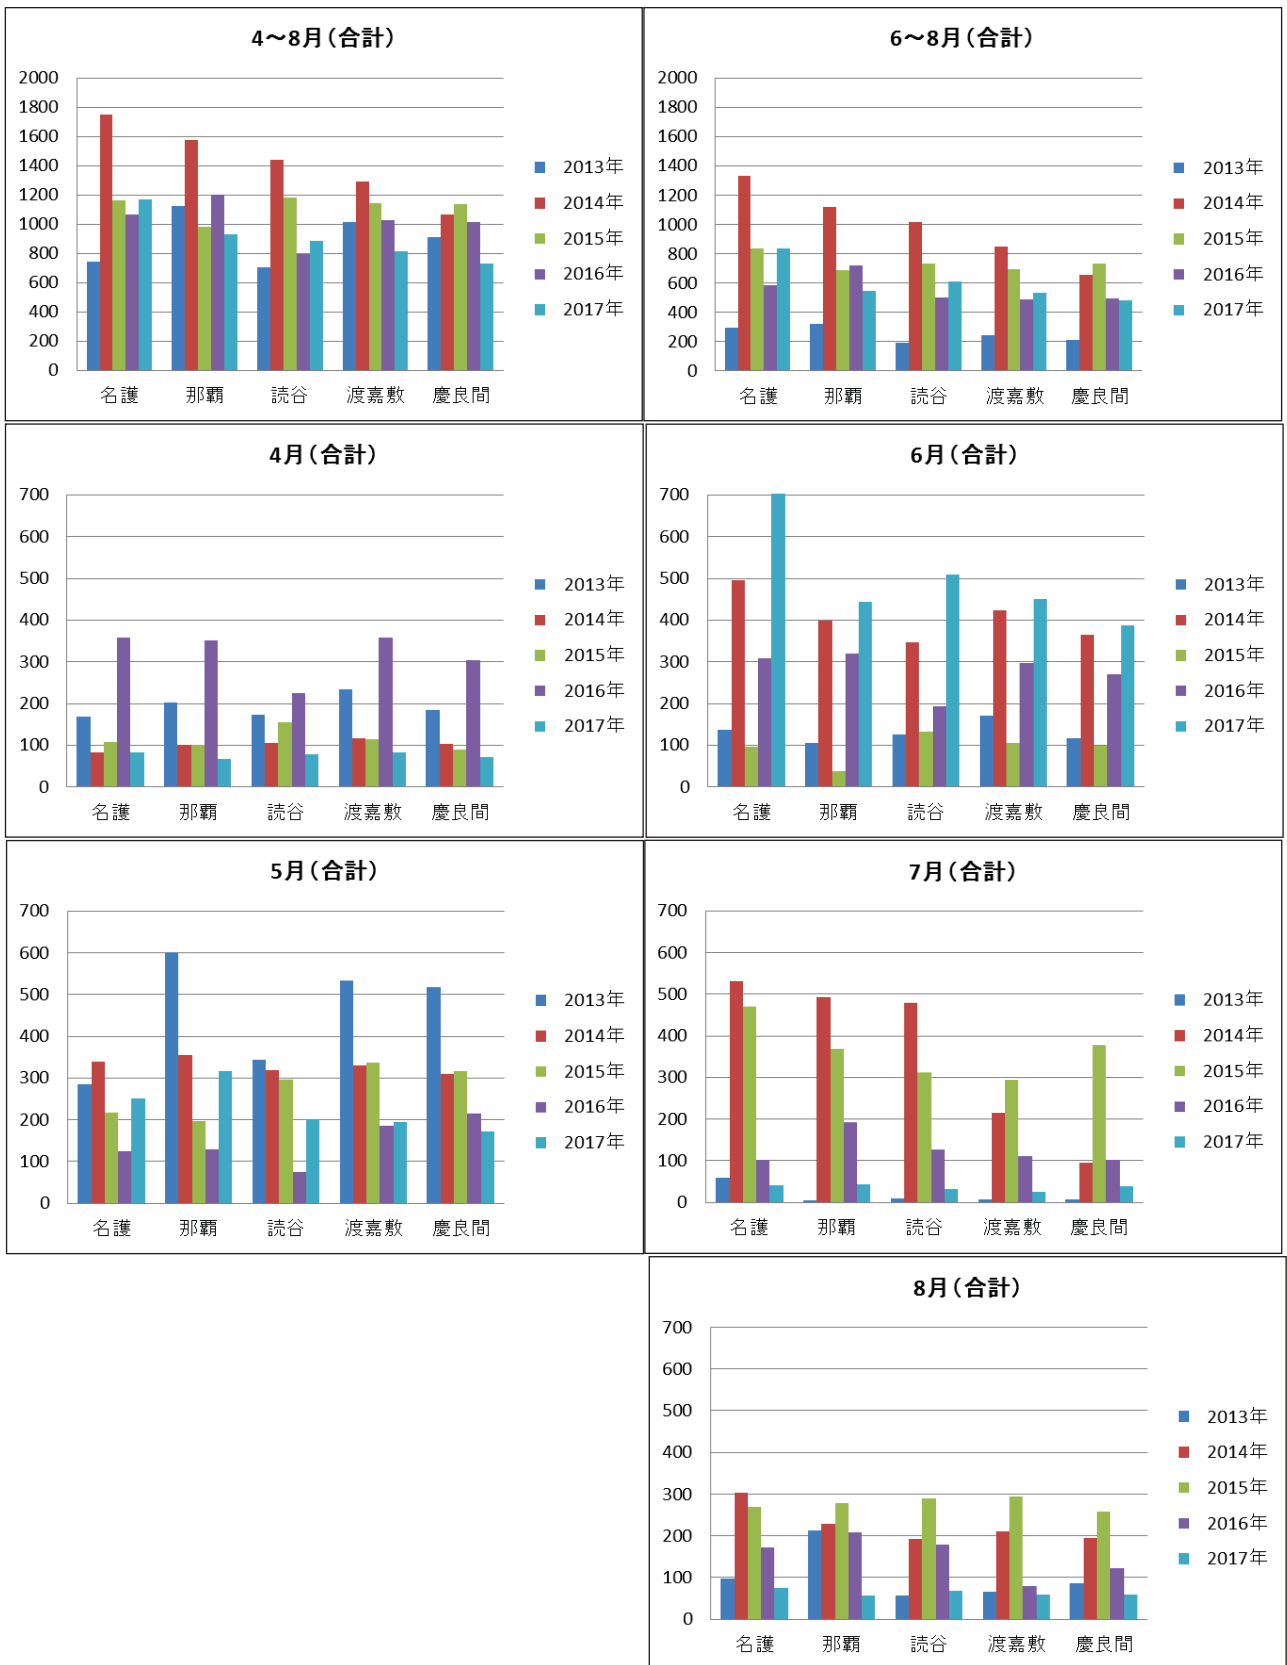 4～8月（合計）
2000
1800
1600
1400
1200
1000
800
600
400
200
0
名護 那覇 読谷 渡嘉敷 慶良間
2013年
2014年
2015年
2016年
2017年
6～8月（合計）
2000
1800
1600
1400
1200
1000
800
600
400
200
0
名護 那覇 読谷 渡嘉敷 慶良間
2013年
2014年
2015年
2016年
2017年
4月（合計）
700
600
500
400
300
200
100
0
名護 那覇 読谷 渡嘉敷 慶良間
2013年
2014年
2015年
2016年
2017年
6月（合計）
700
600
500
400
300
200
100
0
名護 那覇 読谷 渡嘉敷 慶良間
2013年
2014年
2015年
2016年
2017年
5月（合計）
700
600
500
400
300
200
100
0
名護 那覇 読谷 渡嘉敷 慶良間
2013年
2014年
2015年
2016年
2017年
7月（合計）
700
600
500
400
300
200
100
0
名護 那覇 読谷 渡嘉敷 慶良間
2013年
2014年
2015年
2016年
2017年
8月（合計）
700
600
500
400
300
200
100
0
名護 那覇 読谷 渡嘉敷 慶良間
2013年
2014年
2015年
2016年
2017年